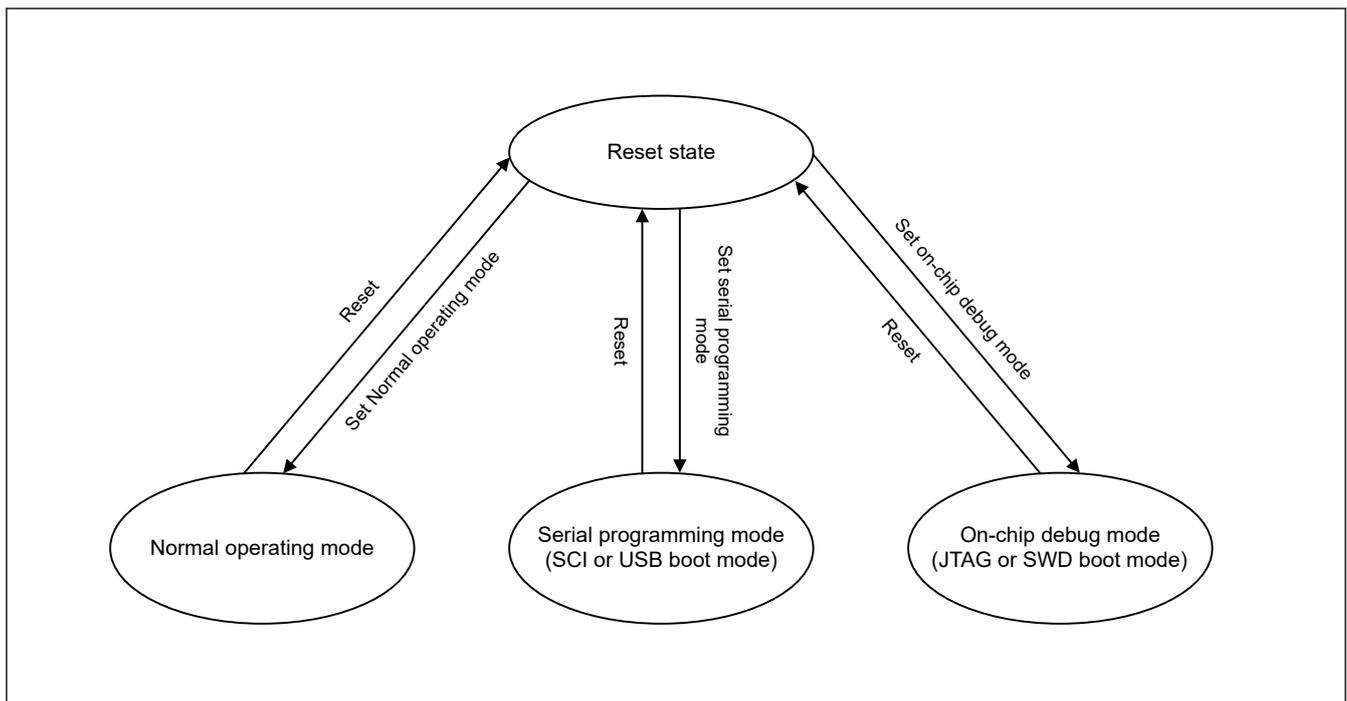 Reset state
Reset
Set Normal operating mode
Reset
Set serial programming
mode
Set on-chip debug mode
Reset
Normal operating mode
Serial programming mode
(SCI or USB boot mode)
On-chip debug mode
(JTAG or SWD boot mode)